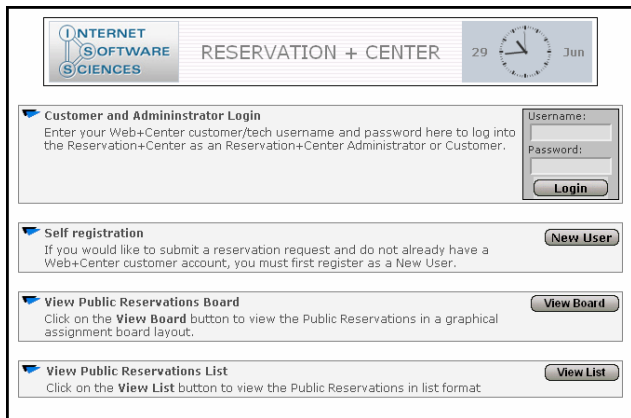 INTERNET
SOFTWARE
SCIENCES
RESERVATION + CENTER
29
Jun
Customer and Admininstrator Login
Enter your Web+Center customer/tech username and password here to log into
the Reservation+Center as an Reservation+Center Administrator or Customer.
Username:
Password:
Login
Self registration
If you would like to submit a reservation request and do not already have a
Web+Center customer account, you must first register as a New User.
New User
View Public Reservations Board
Click on the View Board button to view the Public Reservations in a graphical
assignment board layout.
View Board
View Public Reservations List
Click on the View List button to view the Public Reservations in list format
View List